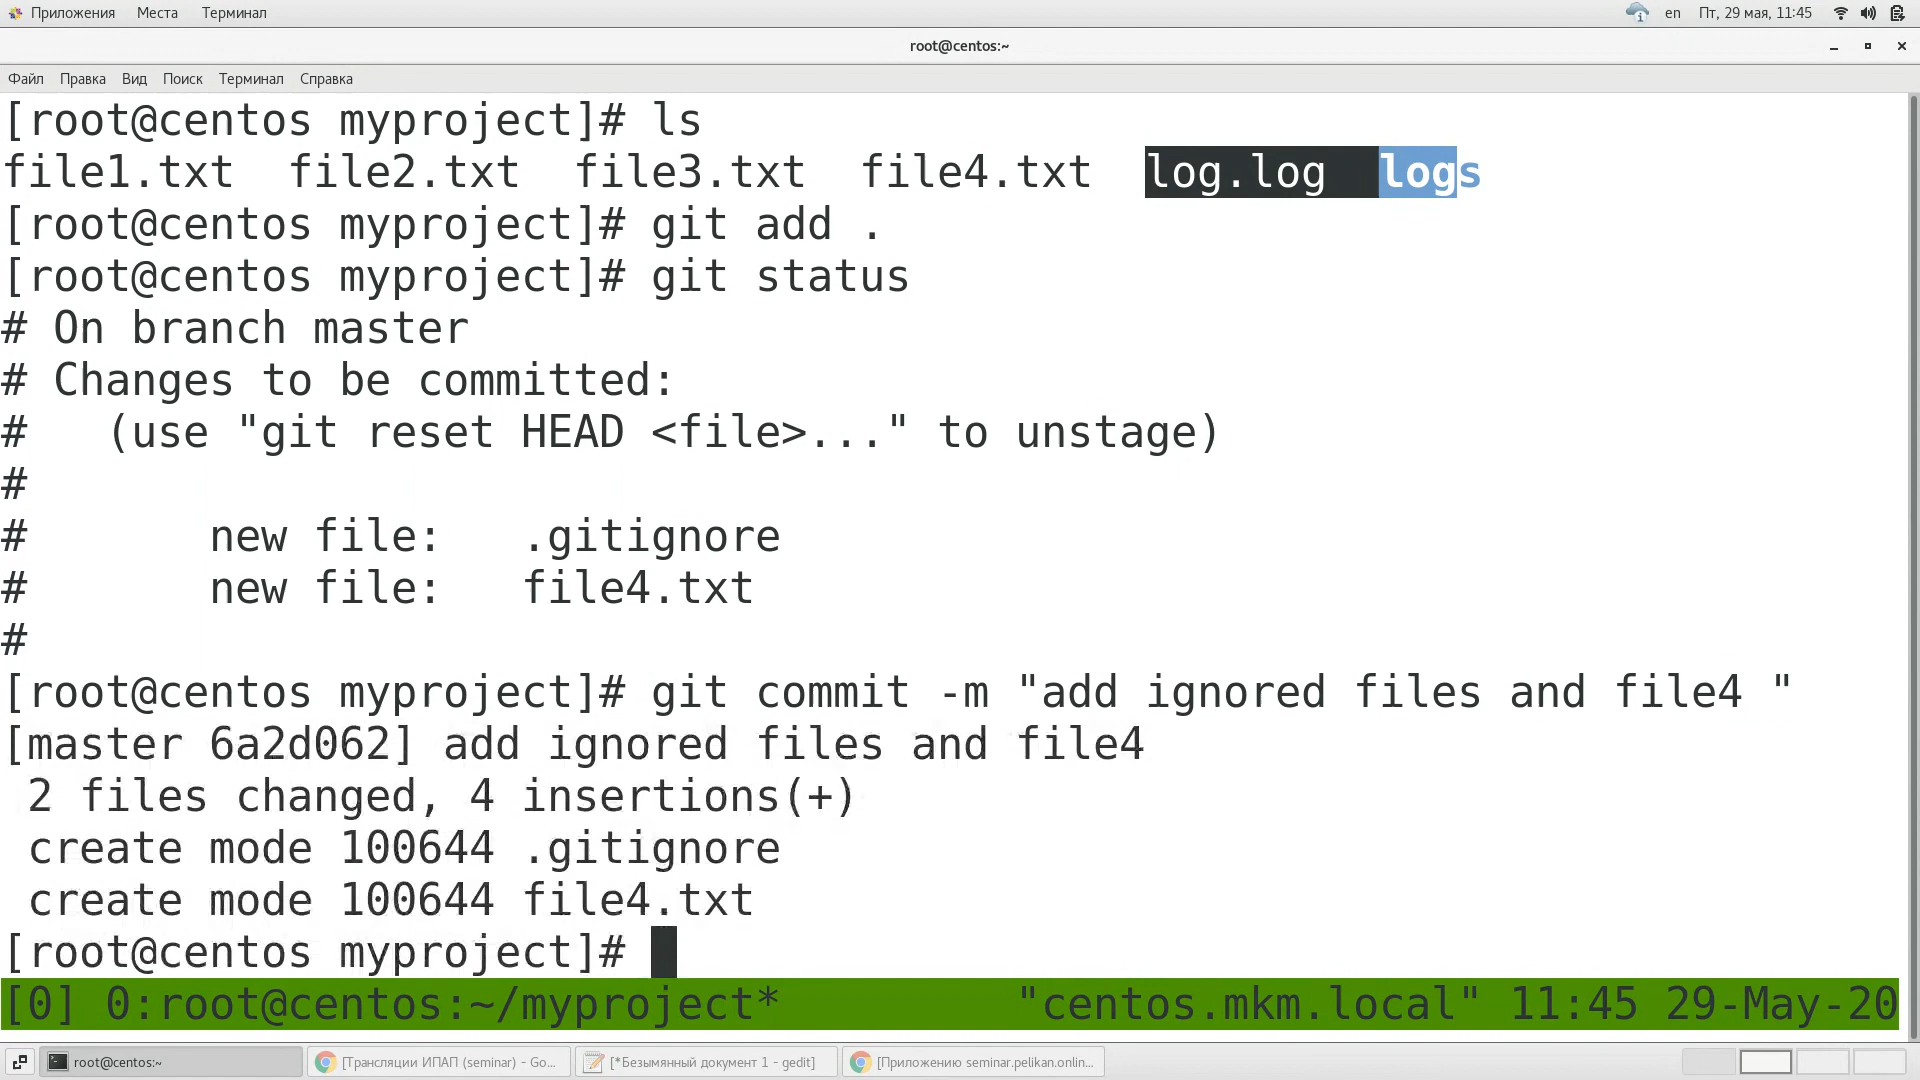 Приложения Места Терминал en Пт, 29 мая, 11:45
root@centos:~
Файл Правка Вид Поиск Терминал Справка
[root@centos myproject]# ls
file1.txt file2.txt file3.txt file4.txt log.log logs
[root@centos myproject]# git add .
[root@centos myproject]# git status
# On branch master
# Changes to be committed:
#   (use "git reset HEAD <file>..." to unstage)
#
#       new file:   .gitignore
#       new file:   file4.txt
#
[root@centos myproject]# git commit -m "add ignored files and file4 "
[master 6a2d062] add ignored files and file4
 2 files changed, 4 insertions(+)
 create mode 100644 .gitignore
 create mode 100644 file4.txt
[root@centos myproject]#
[0] 0:root@centos:~/myproject* "centos.mkm.local" 11:45 29-May-20
root@centos:~ [Трансляции ИПАП (seminar) - Go... [*Безымянный документ 1 - gedit] [Приложению seminar.pelikan.onlin...